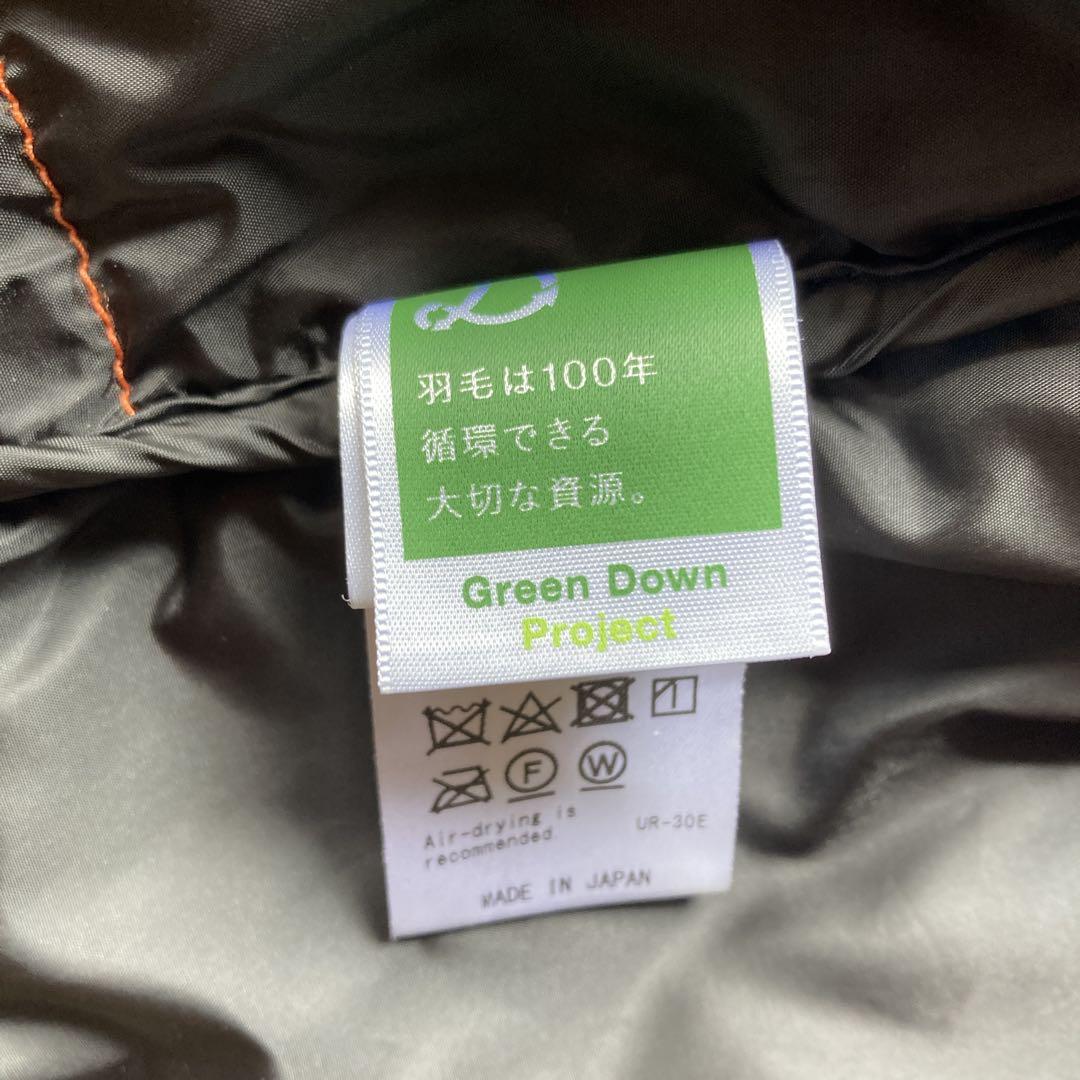 羽毛は100年
循環できる
大切な資源。
Green Down
Project
F W
Air-drying is
recommended.
UR-30E
MADE IN JAPAN